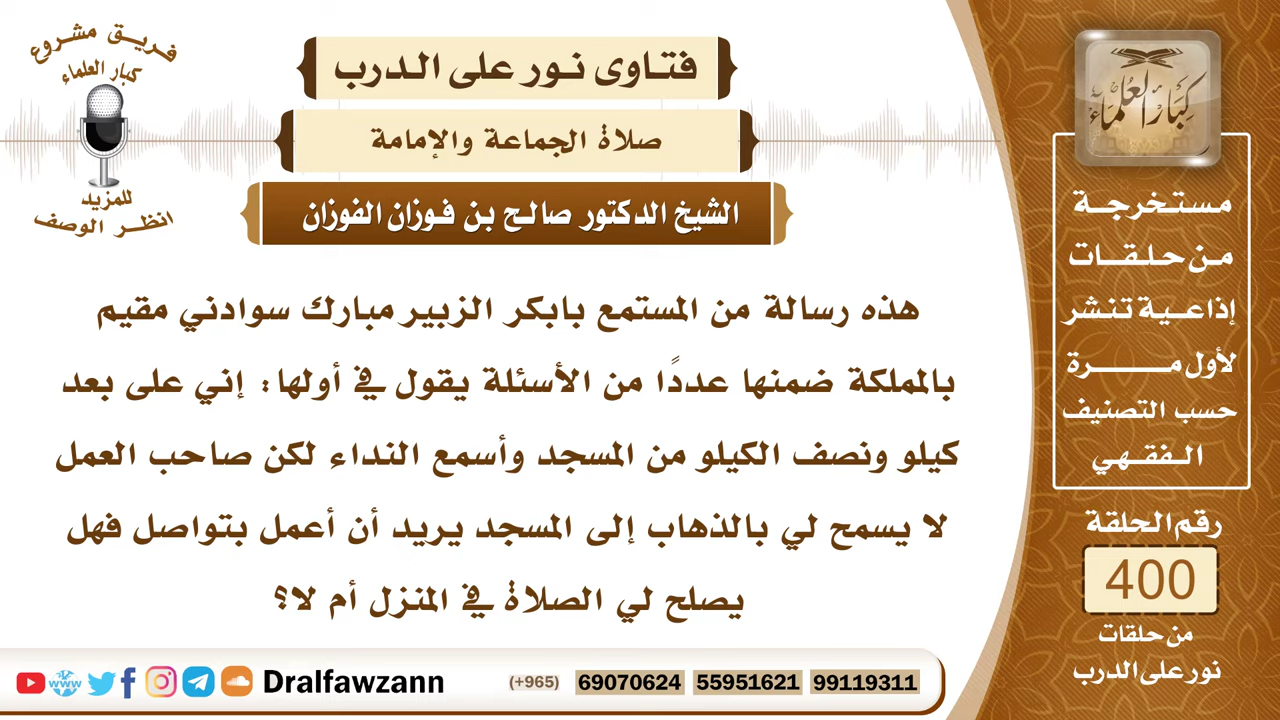 فريق مشروع
كبار العلماء
للمزيد
انظر الوصف
فتاوى نور على الدرب
صلاة الجماعة والإمامة
الشيخ الدكتور صالح بن فوزان الفوزان
هذه رسالة من المستمع بابكر الزبير مبارك سوادني مقيم
بالمملكة ضمنها عددًا من الأسئلة يقول في أولها: إني على بعد
كيلو ونصف الكيلو من المسجد وأسمع النداء لكن صاحب العمل
لا يسمح لي بالذهاب إلى المسجد يريد أن أعمل بتواصل فهل
يصلح لي الصلاة في المنزل أم لا؟
كِبَارُ العُلَمَاء
مستخرجة
من حلقات
إذاعية تنشر
لأول مرة
حسب التصنيف
الفقهي
رقم الحلقة
400
من حلقات
نور على الدرب
www Dralfawzann (+965) 69070624 55951621 99119311